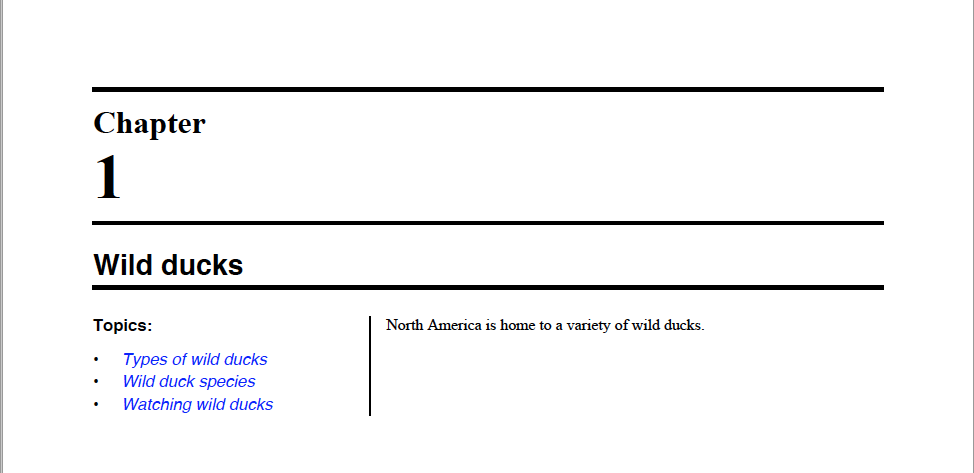 Chapter
1
Wild ducks
Topics:
• Types of wild ducks
• Wild duck species
• Watching wild ducks
North America is home to a variety of wild ducks.